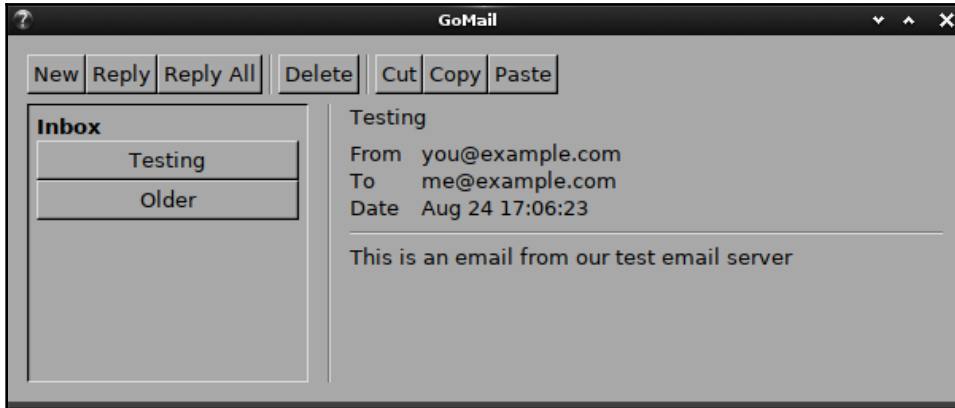 GoMail
New Reply Reply All Delete Cut Copy Paste
Inbox
Testing
Older
Testing
From you@example.com
To me@example.com
Date Aug 24 17:06:23
This is an email from our test email server